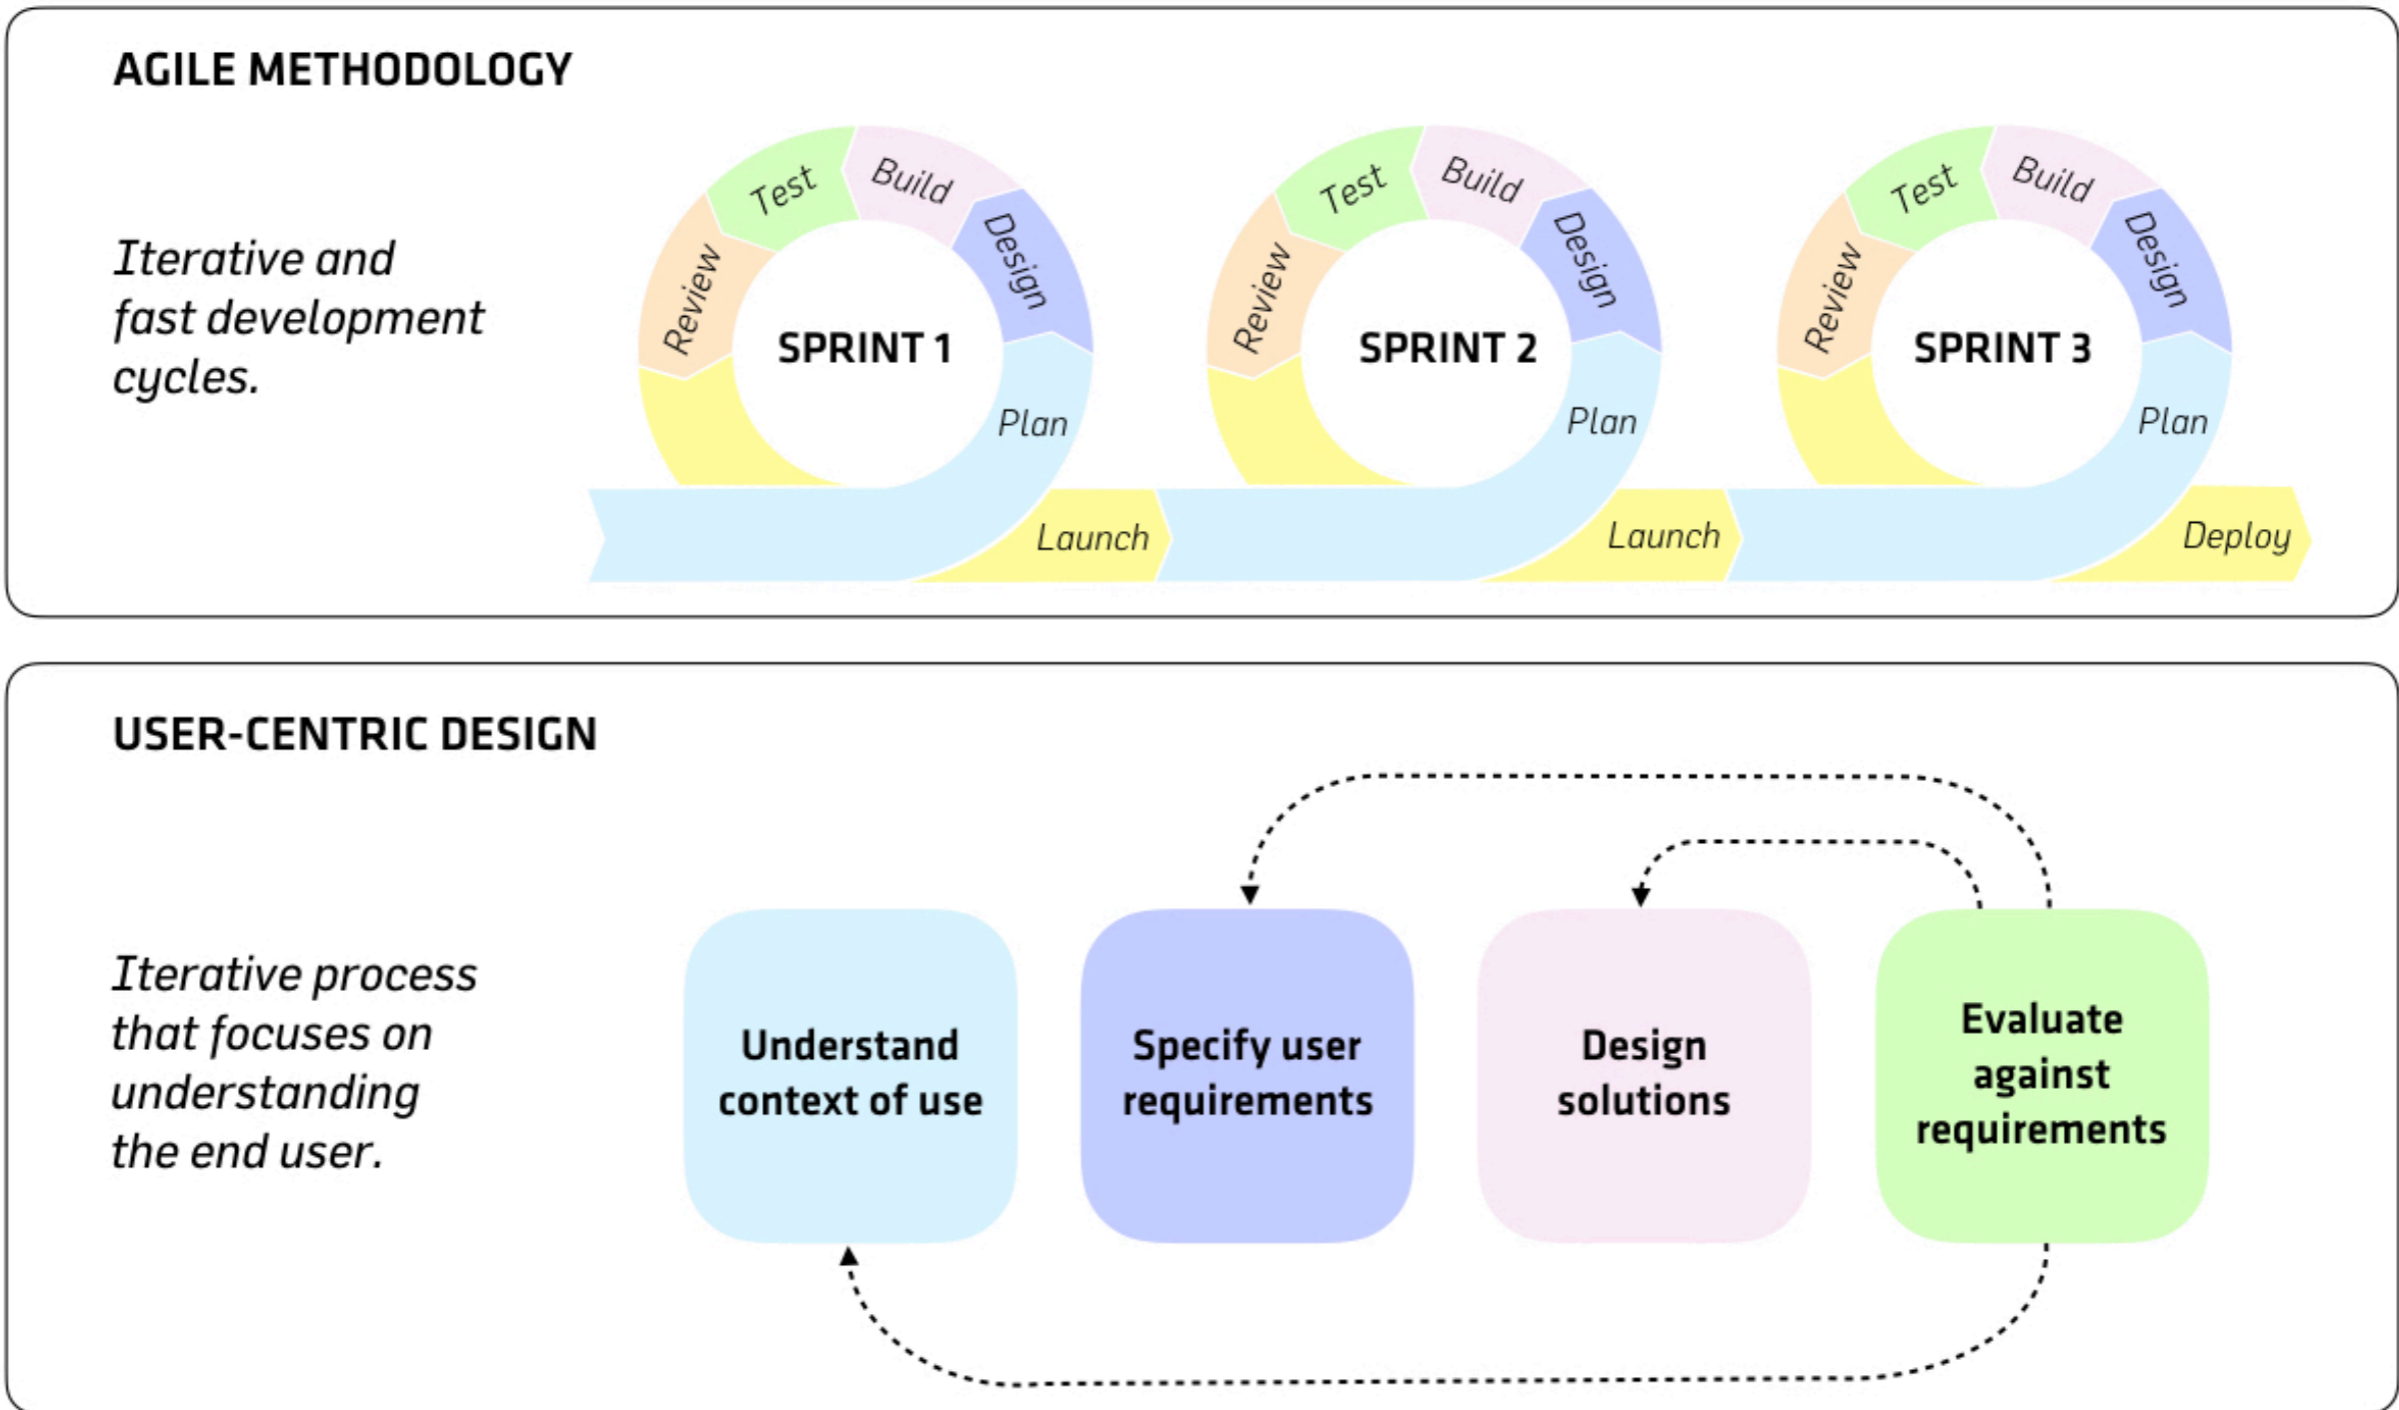 AGILE METHODOLOGY
Iterative and
fast development
cycles.
Test
Build
Design
Review
SPRINT 1
Plan
Launch
Test
Build
Design
Review
SPRINT 2
Plan
Launch
Test
Build
Design
Review
SPRINT 3
Plan
Deploy
USER-CENTRIC DESIGN
Iterative process
that focuses on
understanding
the end user.
Understand
context of use
Specify user
requirements
Design
solutions
Evaluate
against
requirements